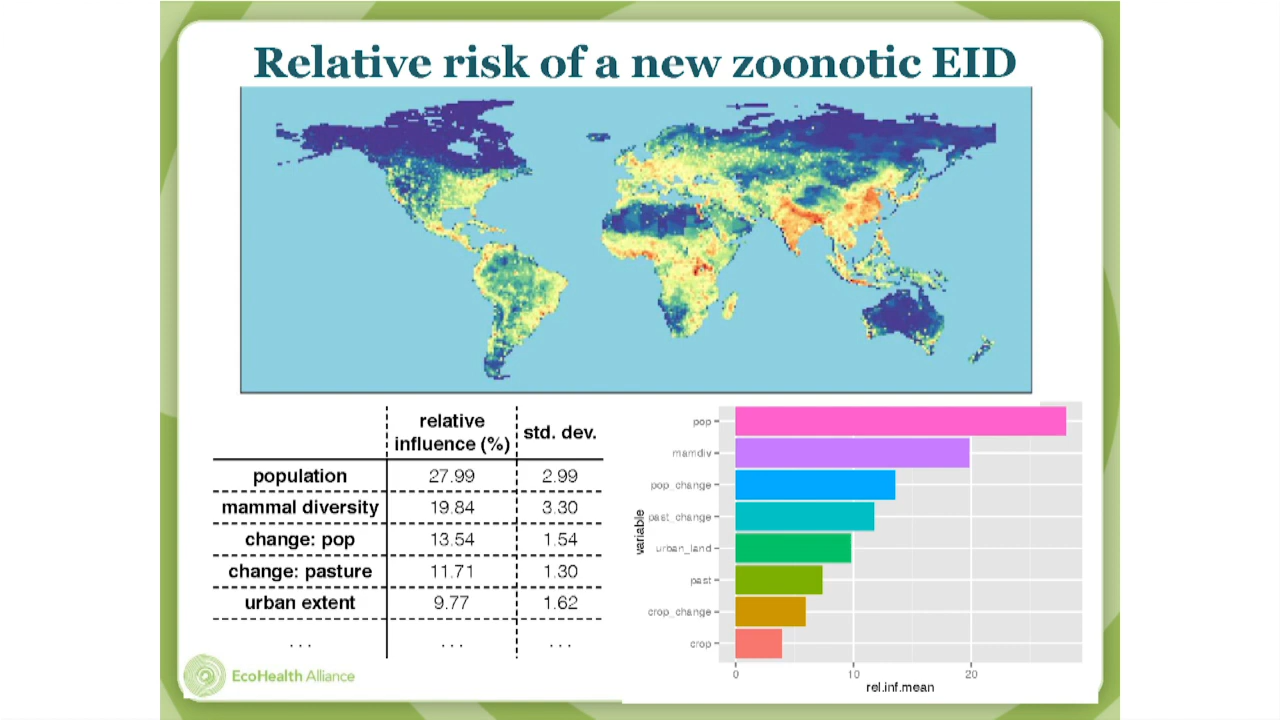 Relative risk of a new zoonotic EID
relative
influence (%)
std. dev.
population 27.99 2.99
mammal diversity 19.84 3.30
change: pop 13.54 1.54
change: pasture 11.71 1.30
urban extent 9.77 1.62
... ... ...
EcoHealth Alliance
variable
pop
mamdiv
pop_change
past_change
urban_land
past
crop_change
crop
0 10 20
rel.inf.mean